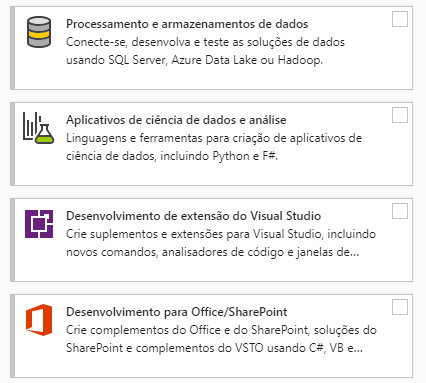 Processamento e armazenamentos de dados
Conecte-se, desenvolva e teste as soluções de dados
usando SQL Server, Azure Data Lake ou Hadoop.
Aplicativos de ciência de dados e análise
Linguagens e ferramentas para criação de aplicativos de
ciência de dados, incluindo Python e F#.
Desenvolvimento de extensão do Visual Studio
Crie suplementos e extensões para Visual Studio, incluindo
novos comandos, analisadores de código e janelas de...
Desenvolvimento para Office/SharePoint
Crie complementos do Office e do SharePoint, soluções do
SharePoint e complementos do VSTO usando C#, VB e...